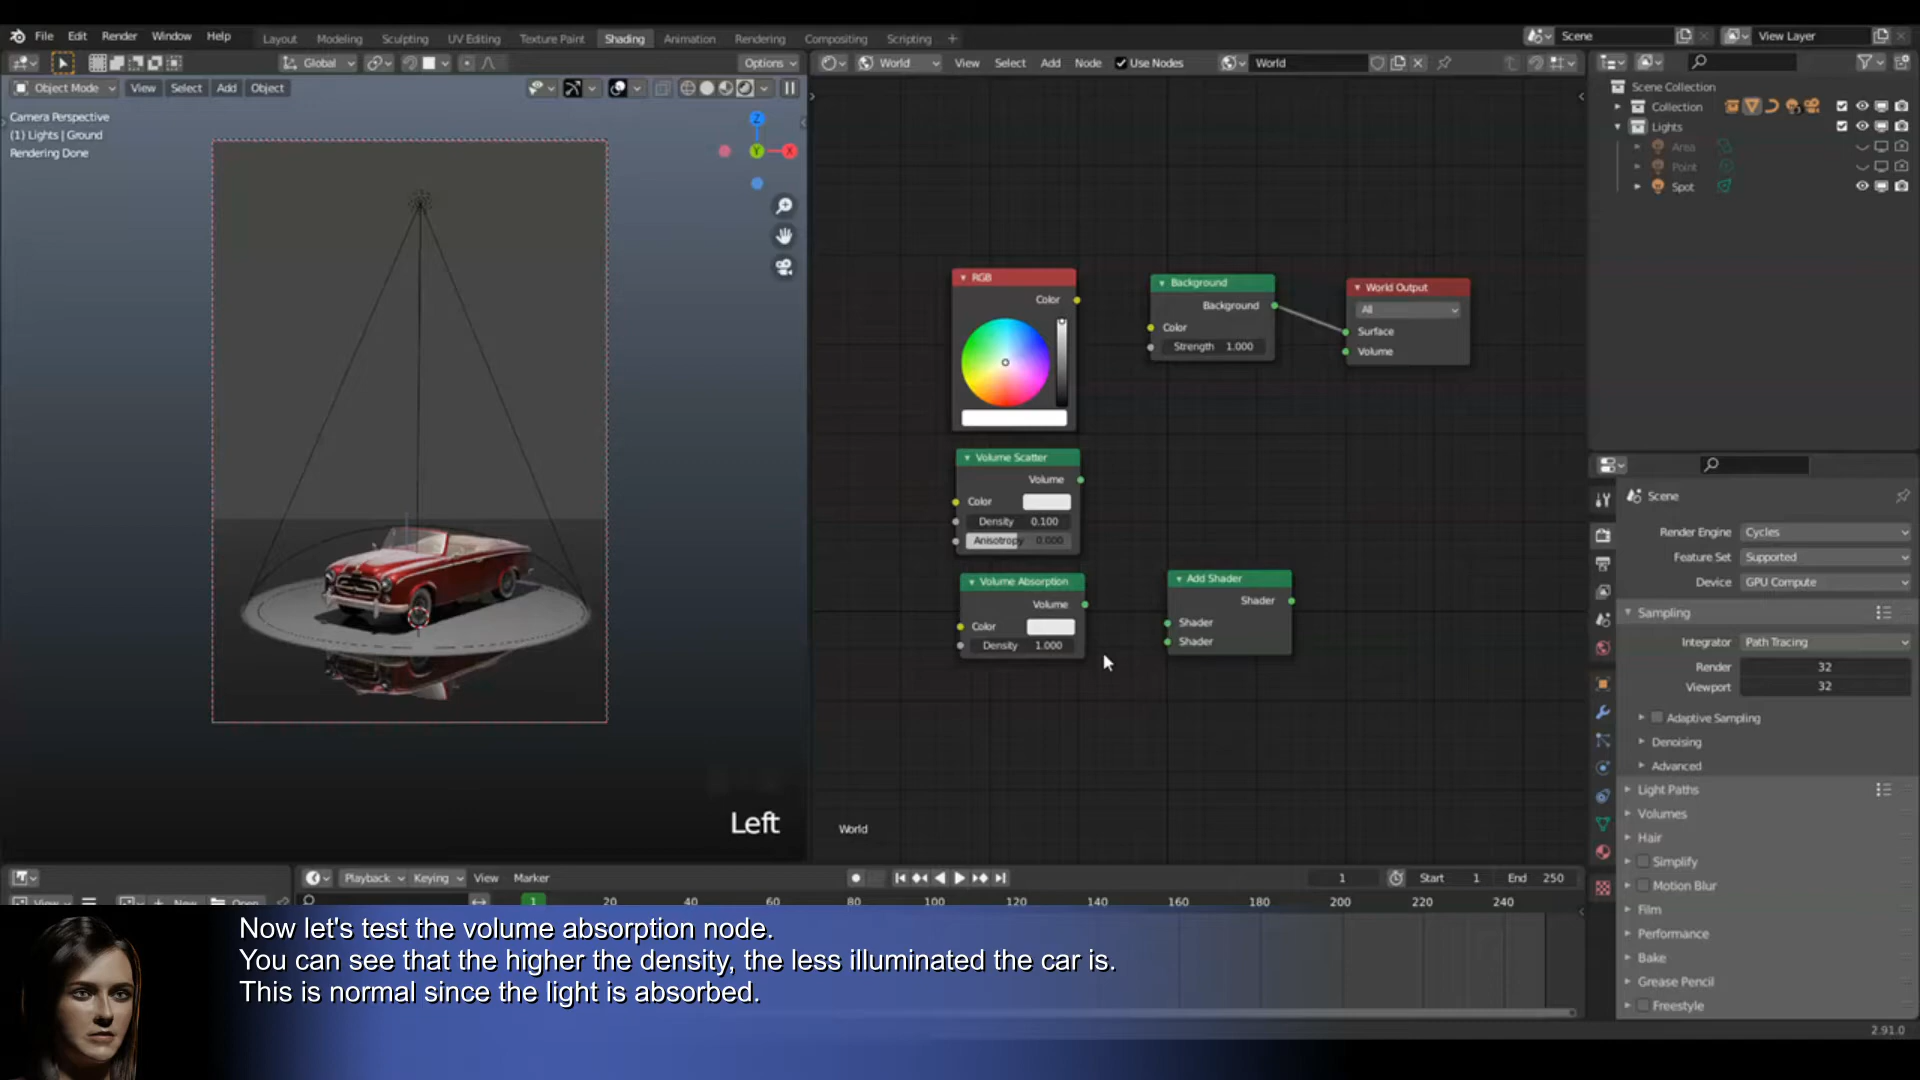 File Edit Render Window Help Layout Modeling Sculpting UV Editing Texture Paint Shading Animation Rendering Compositing Scripting + Scene View Layer
Global Options World View Select Add Node Use Nodes World
Object Mode View Select Add Object
Camera Perspective
(1) Lights | Ground
Rendering Done
Z
Y
X
Left
RGB
Color
Background
Background
Color
Strength 1.000
World Output
All
Surface
Volume
Volume Scatter
Volume
Color
Density 0.100
Anisotropy 0.000
Volume Absorption
Volume
Color
Density 1.000
Add Shader
Shader
Shader
Shader
World
Scene Collection
Collection
Lights
Area
Point
Spot
Scene
Render Engine Cycles
Feature Set Supported
Device GPU Compute
Sampling
Integrator Path Tracing
Render 32
Viewport 32
Adaptive Sampling
Denoising
Advanced
Light Paths
Volumes
Hair
Simplify
Motion Blur
Film
Performance
Bake
Grease Pencil
Freestyle
2.91.0
Playback Keying View Marker 1 Start 1 End 250
View New Open 1 20 40 60 80 100 120 140 160 180 200 220 240
Now let's test the volume absorption node.
You can see that the higher the density, the less illuminated the car is.
This is normal since the light is absorbed.